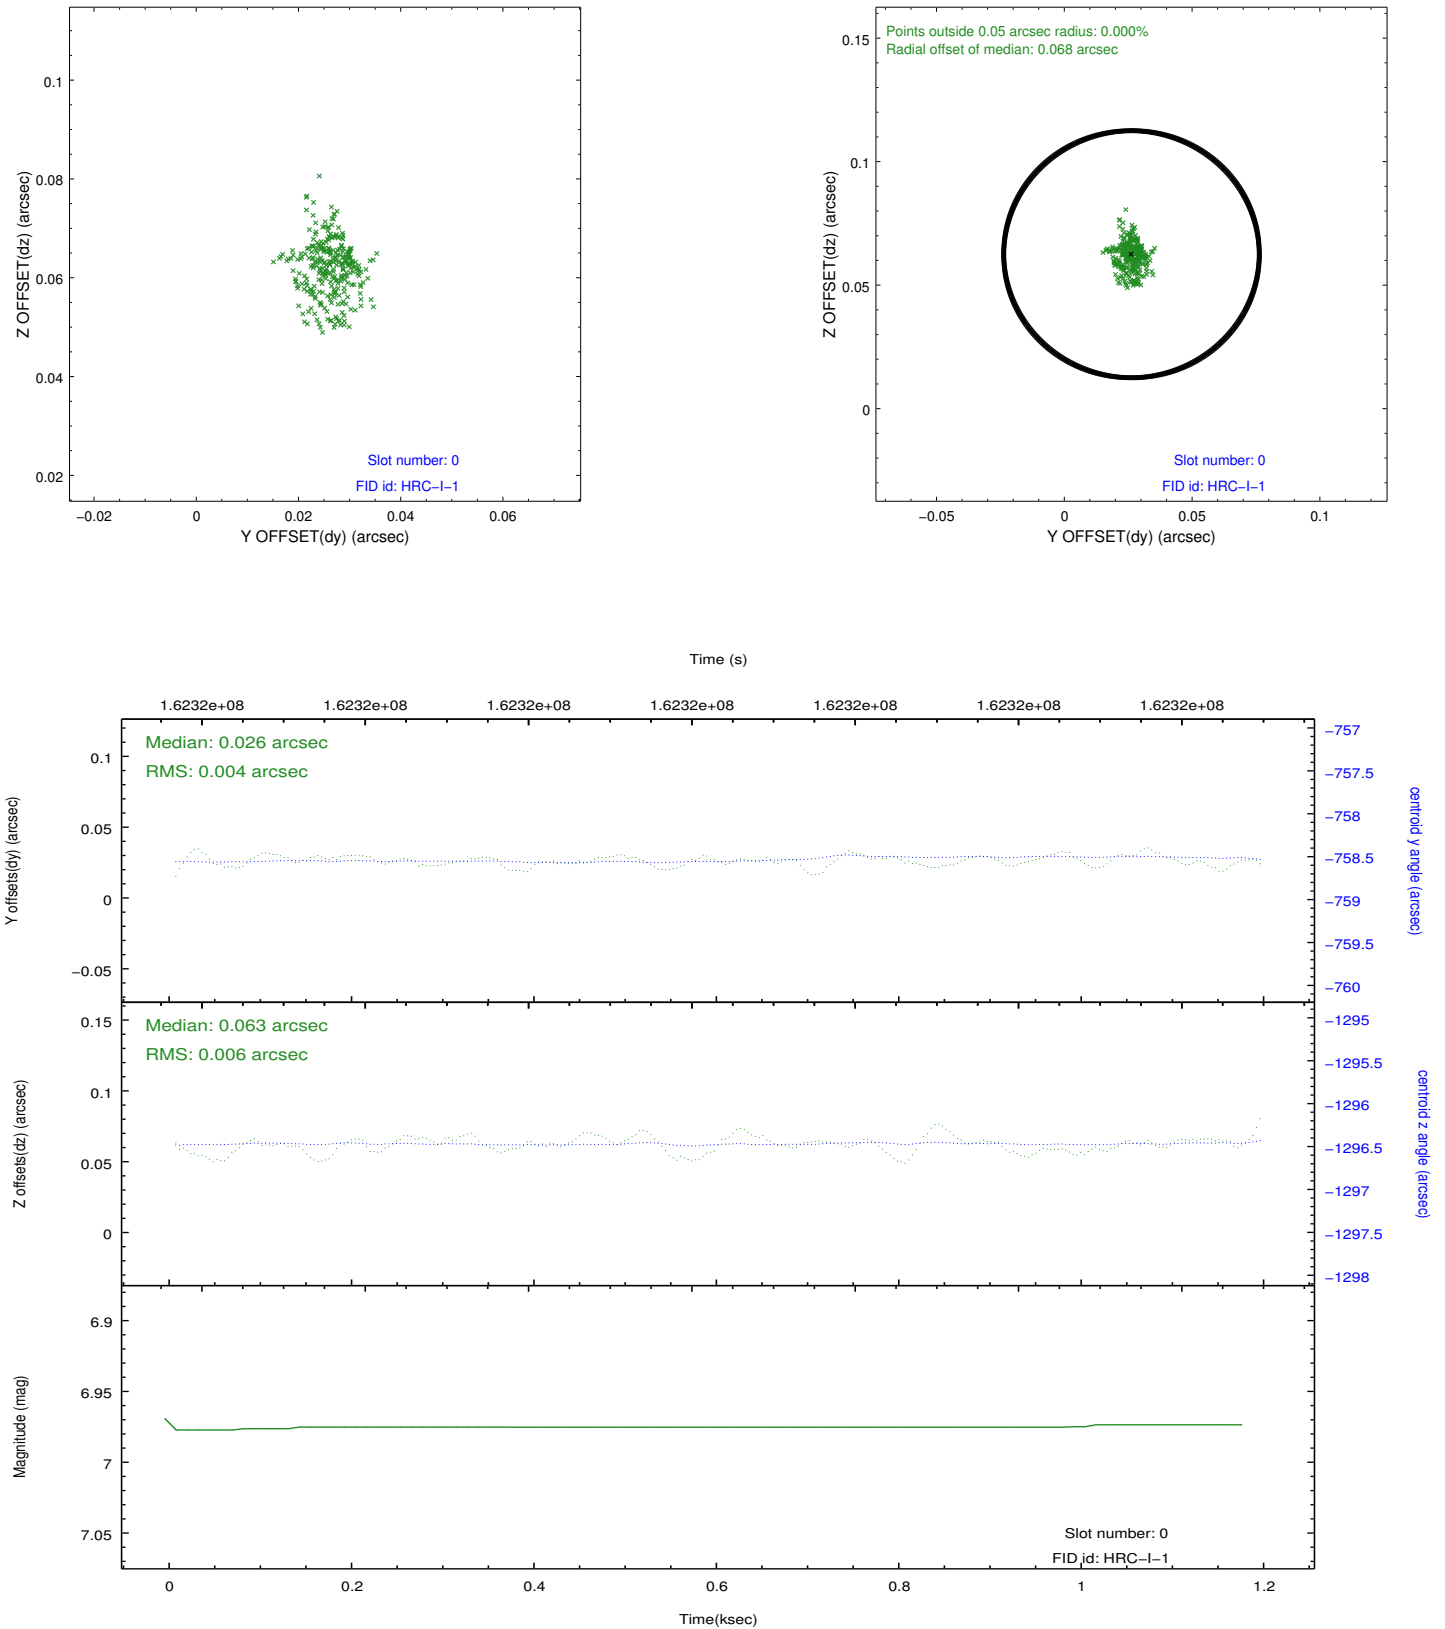 0.1
0.08
0.06
0.04
0.02
Z OFFSET(dz) (arcsec)
Slot number: 0
FID id: HRC−I−1
−0.02 0 0.02 0.04 0.06
Y OFFSET(dy) (arcsec)
Points outside 0.05 arcsec radius: 0.000%
Radial offset of median: 0.068 arcsec
0.15
0.1
0.05
0
Z OFFSET(dz) (arcsec)
Slot number: 0
FID id: HRC−I−1
−0.05 0 0.05 0.1
Y OFFSET(dy) (arcsec)
Time (s)
1.6232e+08 1.6232e+08 1.6232e+08 1.6232e+08 1.6232e+08 1.6232e+08 1.6232e+08
Median: 0.026 arcsec
RMS: 0.004 arcsec
0.1
0.05
0
−0.05
Y offsets(dy) (arcsec)
−757
−757.5
−758
−758.5
−759
−759.5
−760
centroid y angle (arcsec)
Median: 0.063 arcsec
RMS: 0.006 arcsec
0.15
0.1
0.05
0
Z offsets(dz) (arcsec)
−1295
−1295.5
−1296
−1296.5
−1297
−1297.5
−1298
centroid z angle (arcsec)
6.9
6.95
7
7.05
Magnitude (mag)
Slot number: 0
FID id: HRC−I−1
0 0.2 0.4 0.6 0.8 1 1.2
Time(ksec)